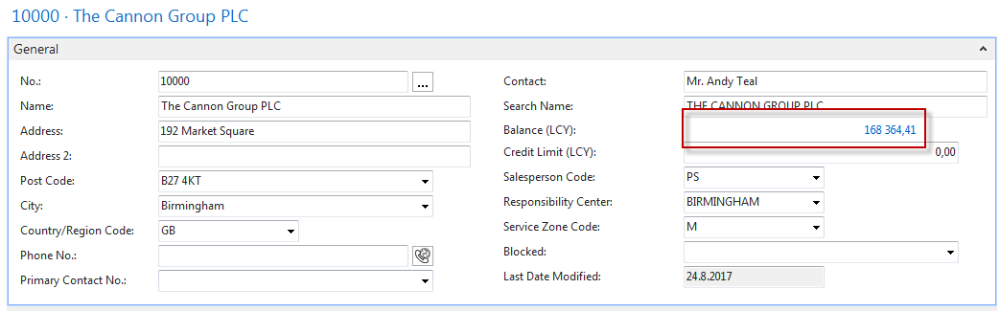 10000 · The Cannon Group PLC
General
No.: 10000 ...
Name: The Cannon Group PLC
Address: 192 Market Square
Address 2:
Post Code: B27 4KT
City: Birmingham
Country/Region Code: GB
Phone No.:
Primary Contact No.:
Contact: Mr. Andy Teal
Search Name: THE CANNON GROUP PLC
Balance (LCY): 168 364,41
Credit Limit (LCY): 0,00
Salesperson Code: PS
Responsibility Center: BIRMINGHAM
Service Zone Code: M
Blocked:
Last Date Modified: 24.8.2017